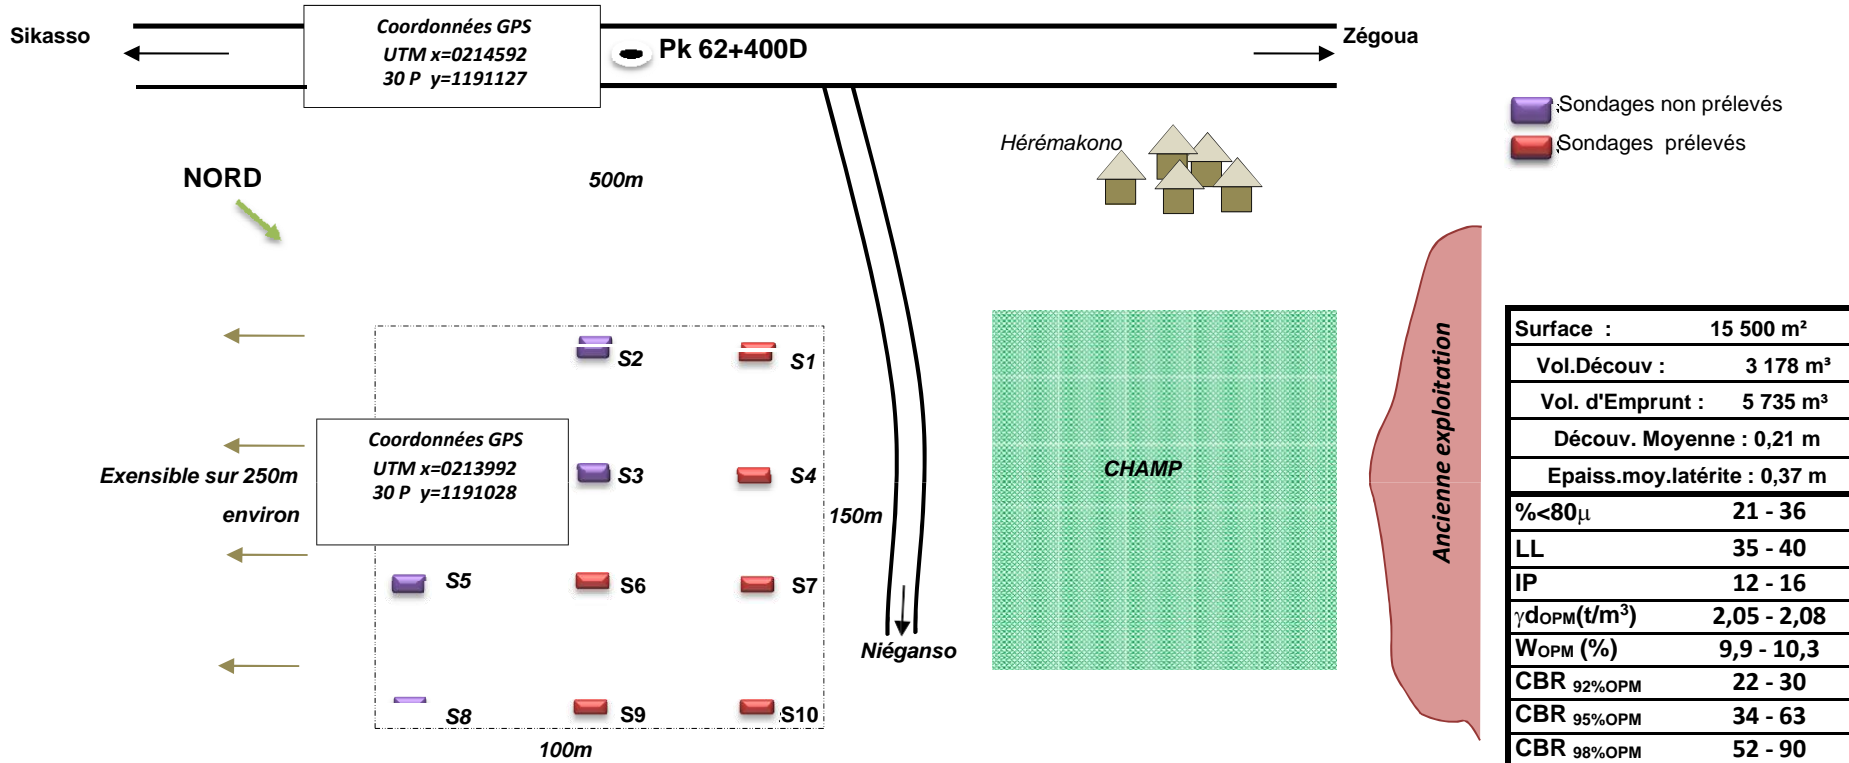 Sikasso
Coordonnées GPS
UTM x=0214592
30 P y=1191127
Pk 62+400D
Zégoua
Sondages non prélevés
Sondages prélevés
NORD
500m
Hérémakono
S2
S1
Coordonnées GPS
UTM x=0213992
30 P y=1191028
Exensible sur 250m
environ
S3
S4
150m
S5
S6
S7
Niéganso
S8
S9
S10
100m
CHAMP
Ancienne exploitation
Surface : 15 500 m²
Vol.Découv : 3 178 m³
Vol. d'Emprunt : 5 735 m³
Découv. Moyenne : 0,21 m
Epaiss.moy.latérite : 0,37 m
%<80µ 21 - 36
LL 35 - 40
IP 12 - 16
γdOPM(t/m³) 2,05 - 2,08
WOPM (%) 9,9 - 10,3
CBR 92%OPM 22 - 30
CBR 95%OPM 34 - 63
CBR 98%OPM 52 - 90